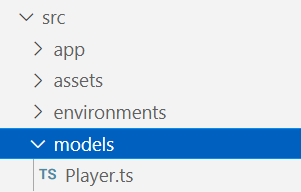 src
app
assets
environments
models
TS Player.ts